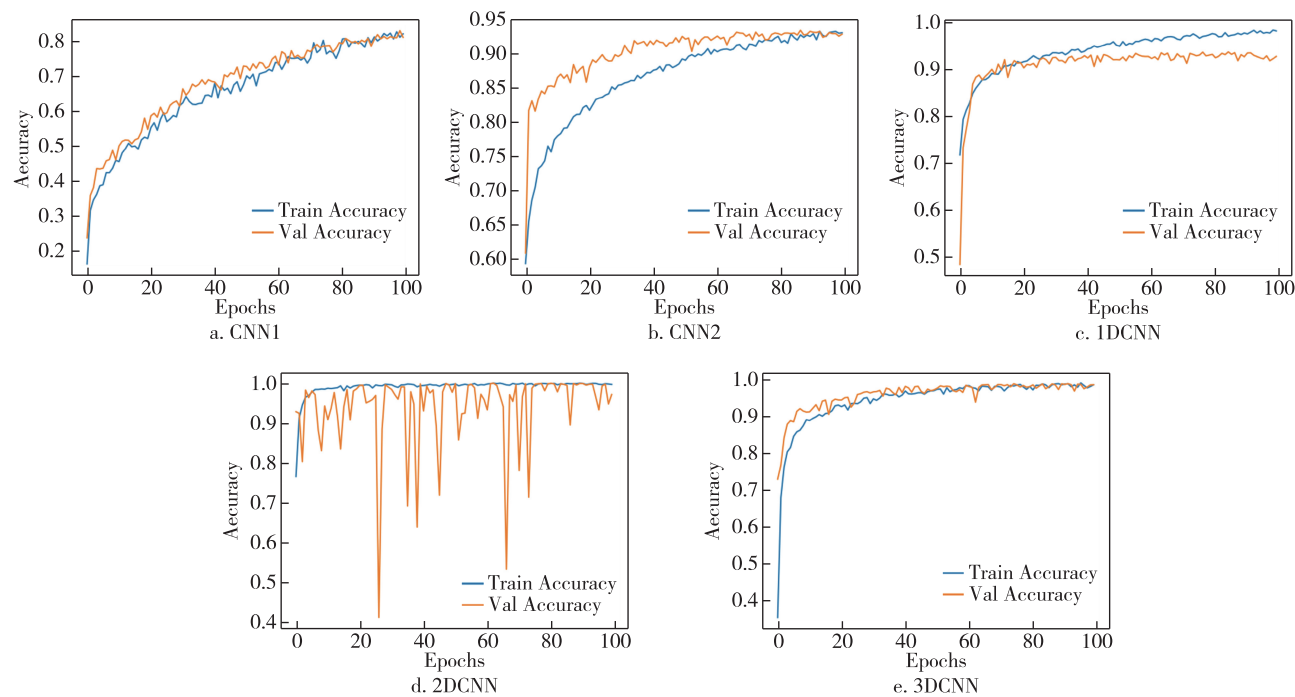 0.8
0.7
0.6
0.5
0.4
0.3
0.2
Aecuracy
Train Accuracy
Val Accuracy
0 20 40 60 80 100
Epochs
a. CNN1
0.95
0.90
0.85
0.80
0.75
0.70
0.65
0.60
Aecuracy
Train Accuracy
Val Accuracy
0 20 40 60 80 100
Epochs
b. CNN2
1.0
0.9
0.8
0.7
0.6
0.5
Aecuracy
Train Accuracy
Val Accuracy
0 20 40 60 80 100
Epochs
c. 1DCNN
1.0
0.9
0.8
0.7
0.6
0.5
0.4
Aecuracy
Train Accuracy
Val Accuracy
0 20 40 60 80 100
Epochs
d. 2DCNN
1.0
0.9
0.8
0.7
0.6
0.5
0.4
Aecuracy
Train Accuracy
Val Accuracy
0 20 40 60 80 100
Epochs
e. 3DCNN